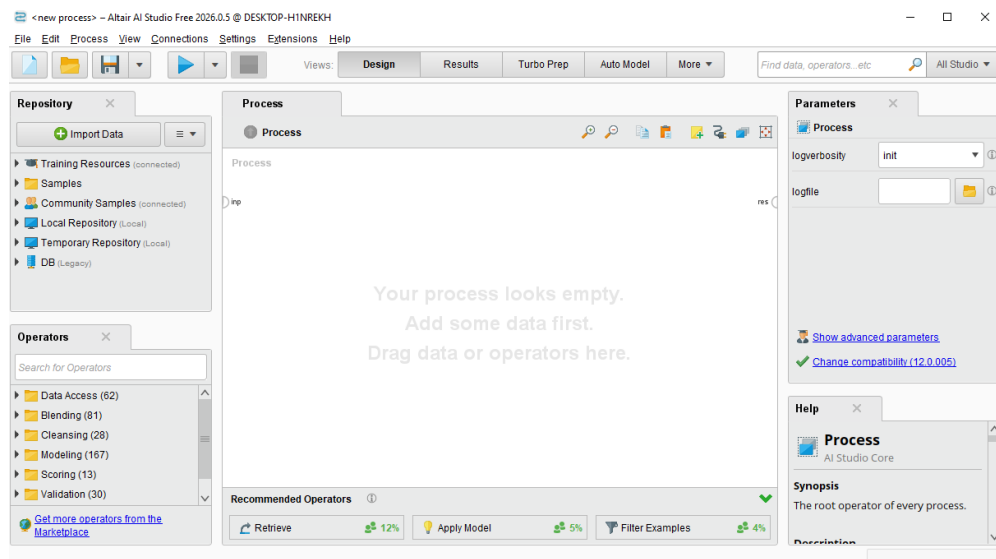 <new process> – Altair AI Studio Free 2026.0.5 @ DESKTOP-H1NREKH
File Edit Process View Connections Settings Extensions Help
Views: Design Results Turbo Prep Auto Model More Find data, operators...etc All Studio
Repository
Import Data
Training Resources (connected)
Samples
Community Samples (connected)
Local Repository (Local)
Temporary Repository (Local)
DB (Legacy)
Operators
Search for Operators
Data Access (62)
Blending (81)
Cleansing (28)
Modeling (167)
Scoring (13)
Validation (30)
Get more operators from the
Marketplace
Process
Process
Process
inp
res
Your process looks empty.
Add some data first.
Drag data or operators here.
Recommended Operators
Retrieve 12%
Apply Model 5%
Filter Examples 4%
Parameters
Process
logverbosity init
logfile
Show advanced parameters
Change compatibility (12.0.005)
Help
Process
AI Studio Core
Synopsis
The root operator of every process.
Description